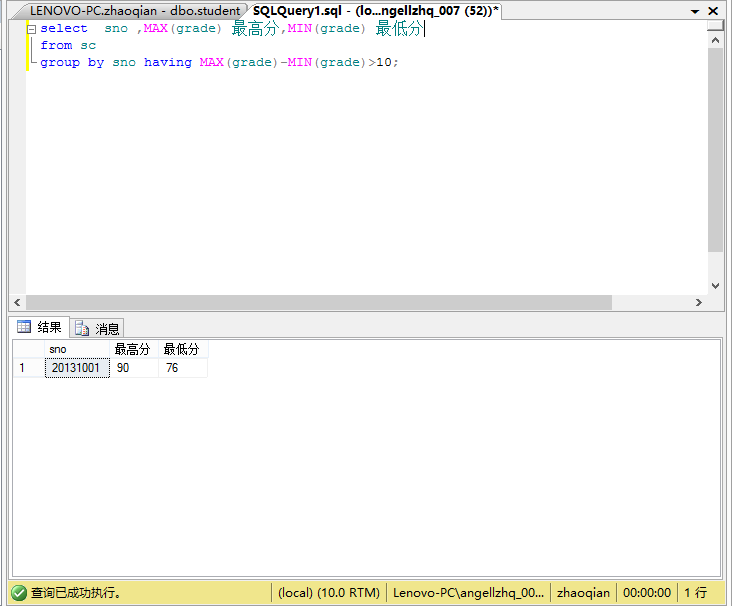 LENOVO-PC.zhaoqian - dbo.student SQLQuery1.sql - (lo...ngellzhq_007 (52))*
select sno ,MAX(grade) 最高分,MIN(grade) 最低分
from sc
group by sno having MAX(grade)-MIN(grade)>10;
结果 消息
sno 最高分 最低分
1 20131001 90 76
查询已成功执行。 (local) (10.0 RTM) Lenovo-PC\angellzhq_00... zhaoqian 00:00:00 1 行